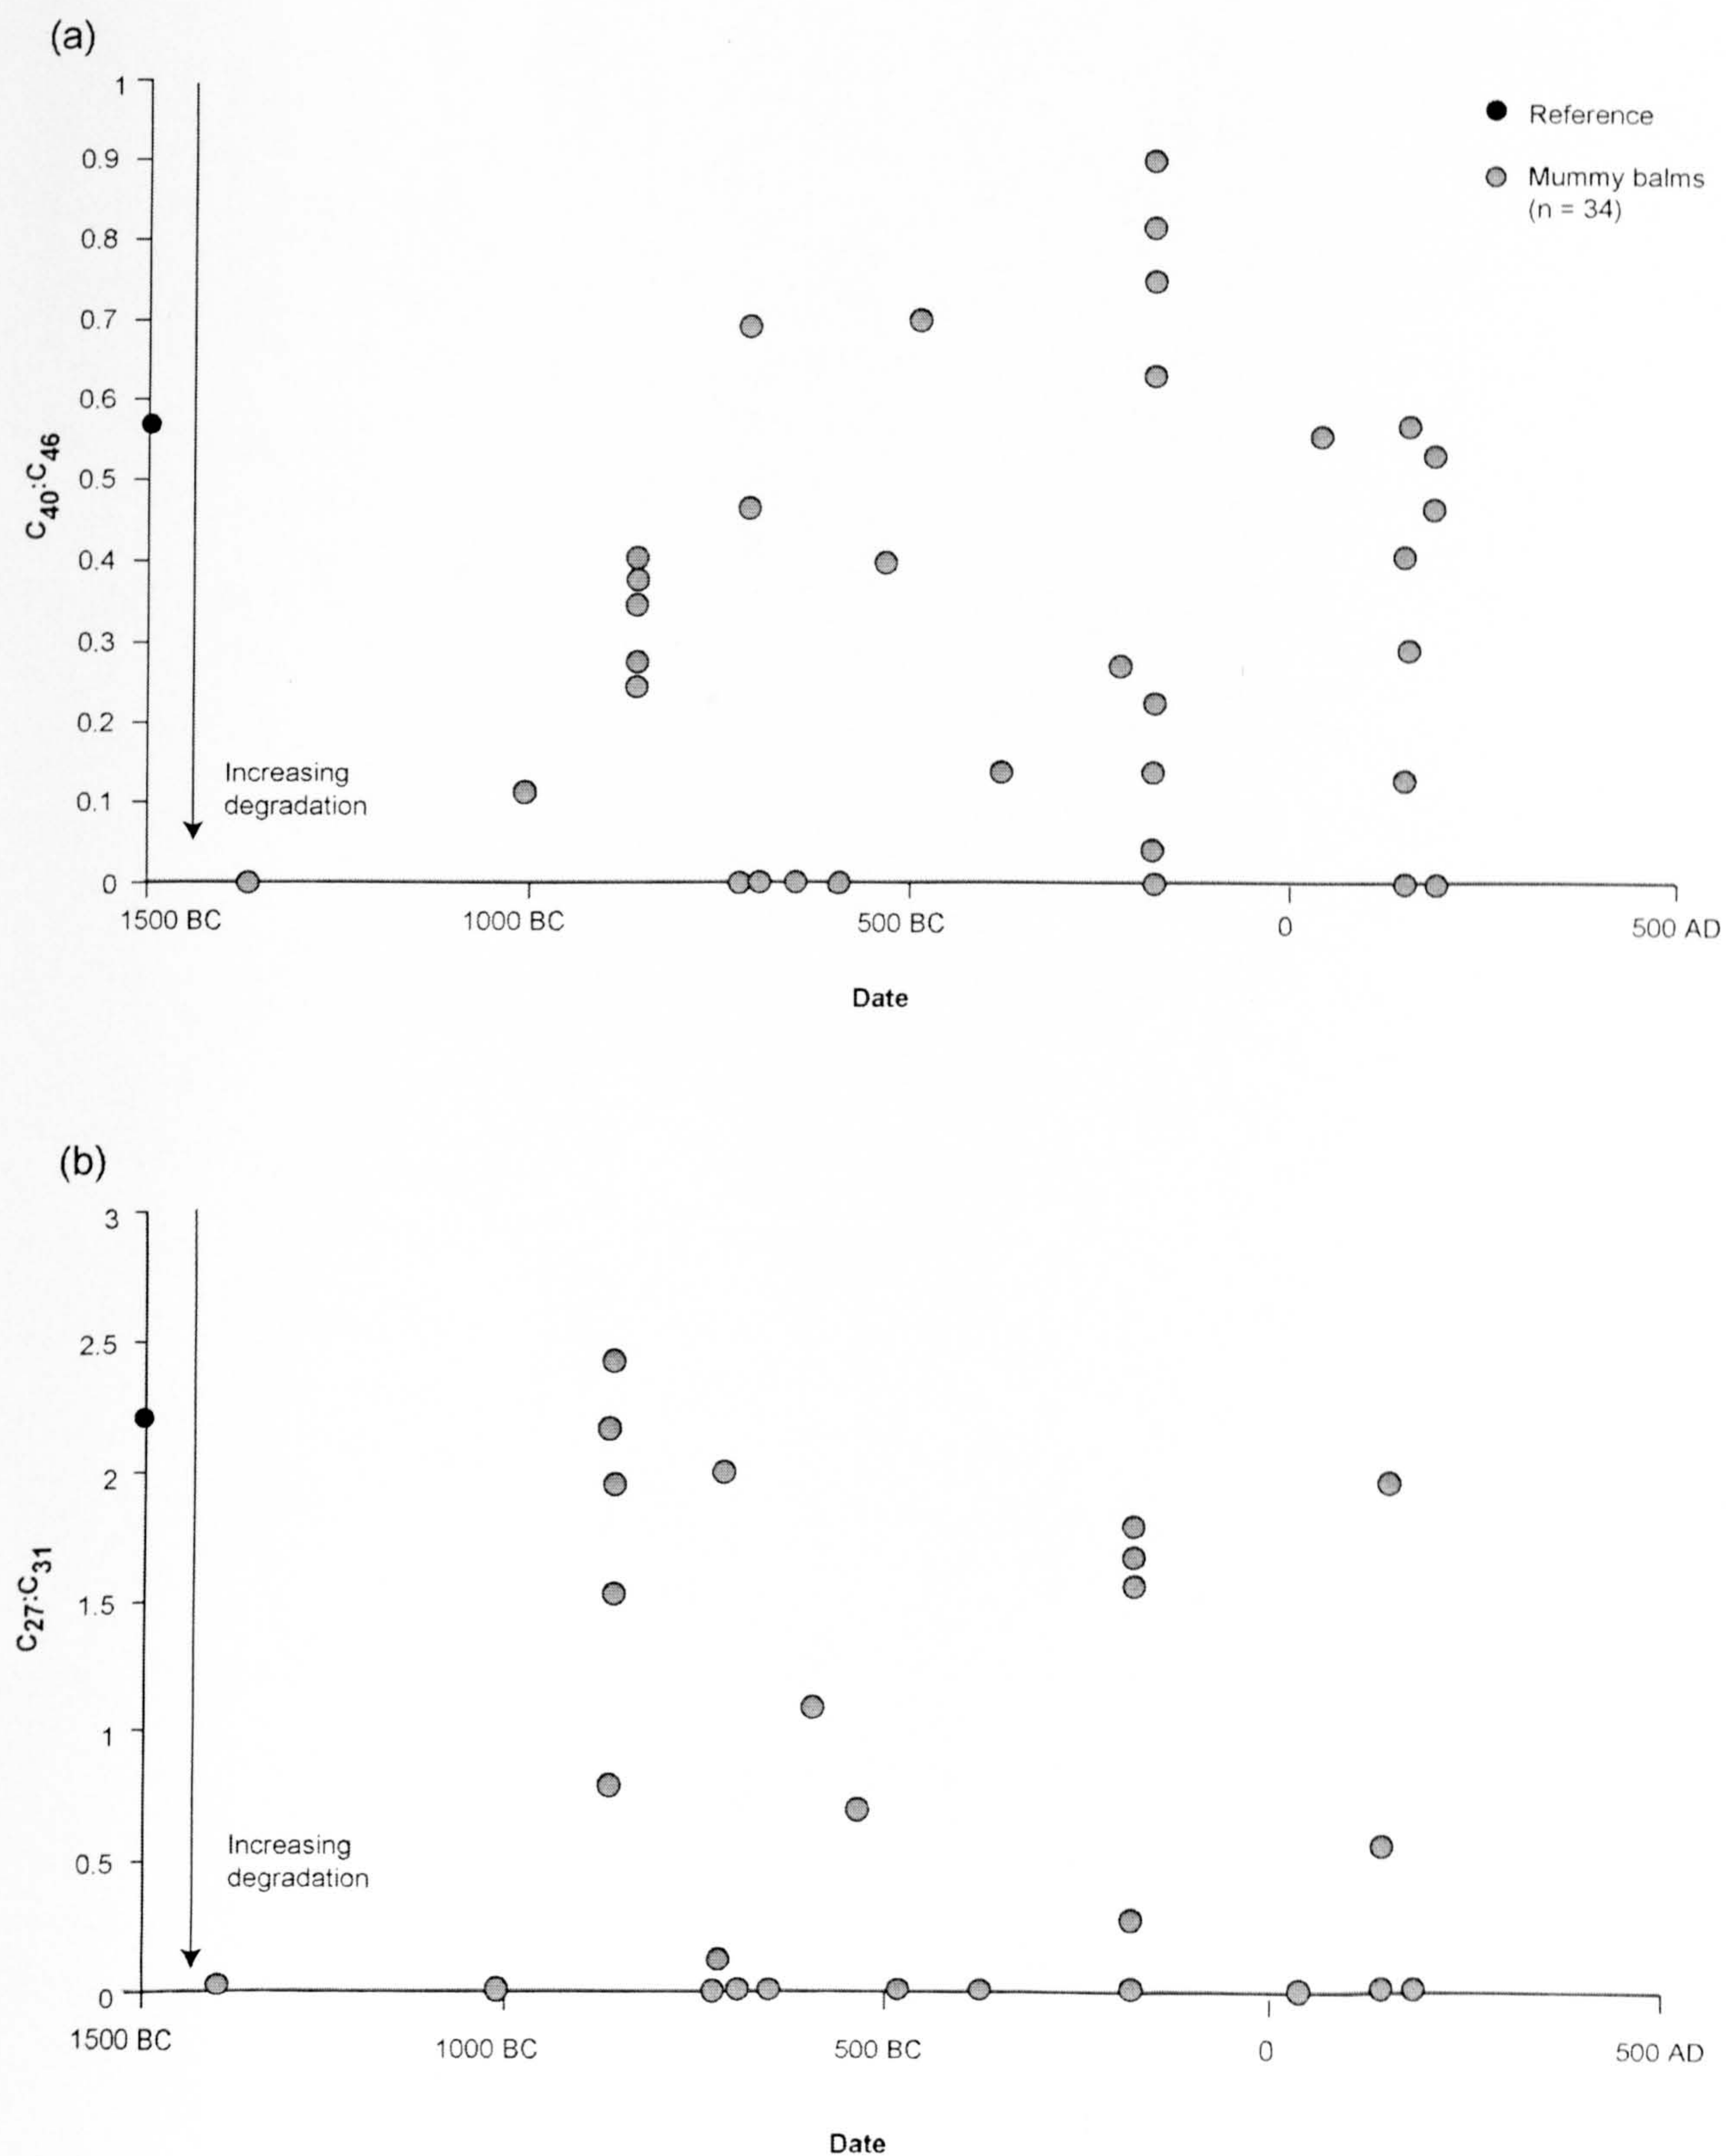 (a)
1
0.9
0.8
0.7
0.6
0.5
0.4
0.3
0.2
0.1
0
C40:C46
Reference
Mummy balms
(n = 34)
Increasing
degradation
1500 BC
1000 BC
500 BC
0
500 AD
Date
(b)
3
2.5
2
1.5
1
0.5
0
C27:C31
Increasing
degradation
1500 BC
1000 BC
500 BC
0
500 AD
Date